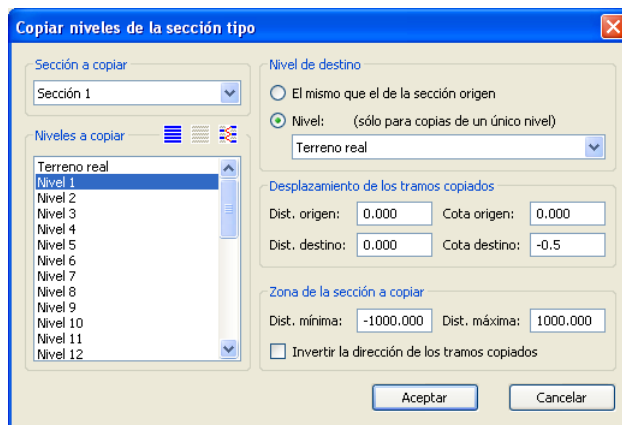 Copiar niveles de la sección tipo
Sección a copiar
Sección 1
Niveles a copiar
Terreno real
Nivel 1
Nivel 2
Nivel 3
Nivel 4
Nivel 5
Nivel 6
Nivel 7
Nivel 8
Nivel 9
Nivel 10
Nivel 11
Nivel 12
Nivel de destino
El mismo que el de la sección origen
Nivel: (sólo para copias de un único nivel)
Terreno real
Desplazamiento de los tramos copiados
Dist. origen: 0.000 Cota origen: 0.000
Dist. destino: 0.000 Cota destino: -0.5
Zona de la sección a copiar
Dist. mínima: -1000.000 Dist. máxima: 1000.000
Invertir la dirección de los tramos copiados
Aceptar Cancelar